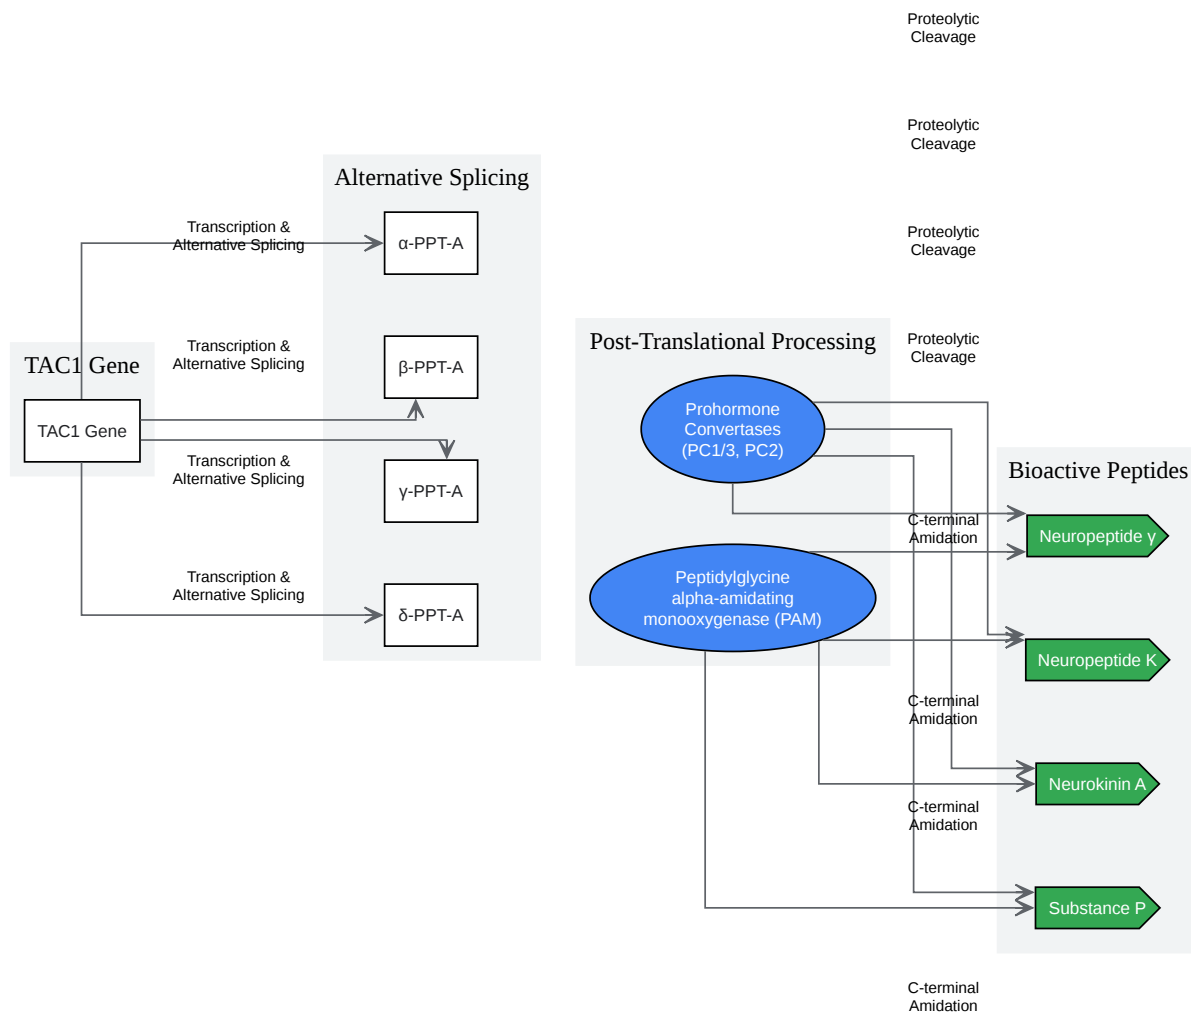 Proteolytic
Cleavage
Proteolytic
Cleavage
Alternative Splicing
Transcription &
Alternative Splicing
α-PPT-A
Proteolytic
Cleavage
Post-Translational Processing
Proteolytic
Cleavage
Transcription &
Alternative Splicing
β-PPT-A
TAC1 Gene
TAC1 Gene
Prohormone
Convertases
(PC1/3, PC2)
Transcription &
Alternative Splicing
γ-PPT-A
Bioactive Peptides
C-terminal
Amidation
Neuropeptide γ
Transcription &
Alternative Splicing
δ-PPT-A
Peptidylglycine
alpha-amidating
monooxygenase (PAM)
Neuropeptide K
C-terminal
Amidation
Neurokinin A
C-terminal
Amidation
Substance P
C-terminal
Amidation